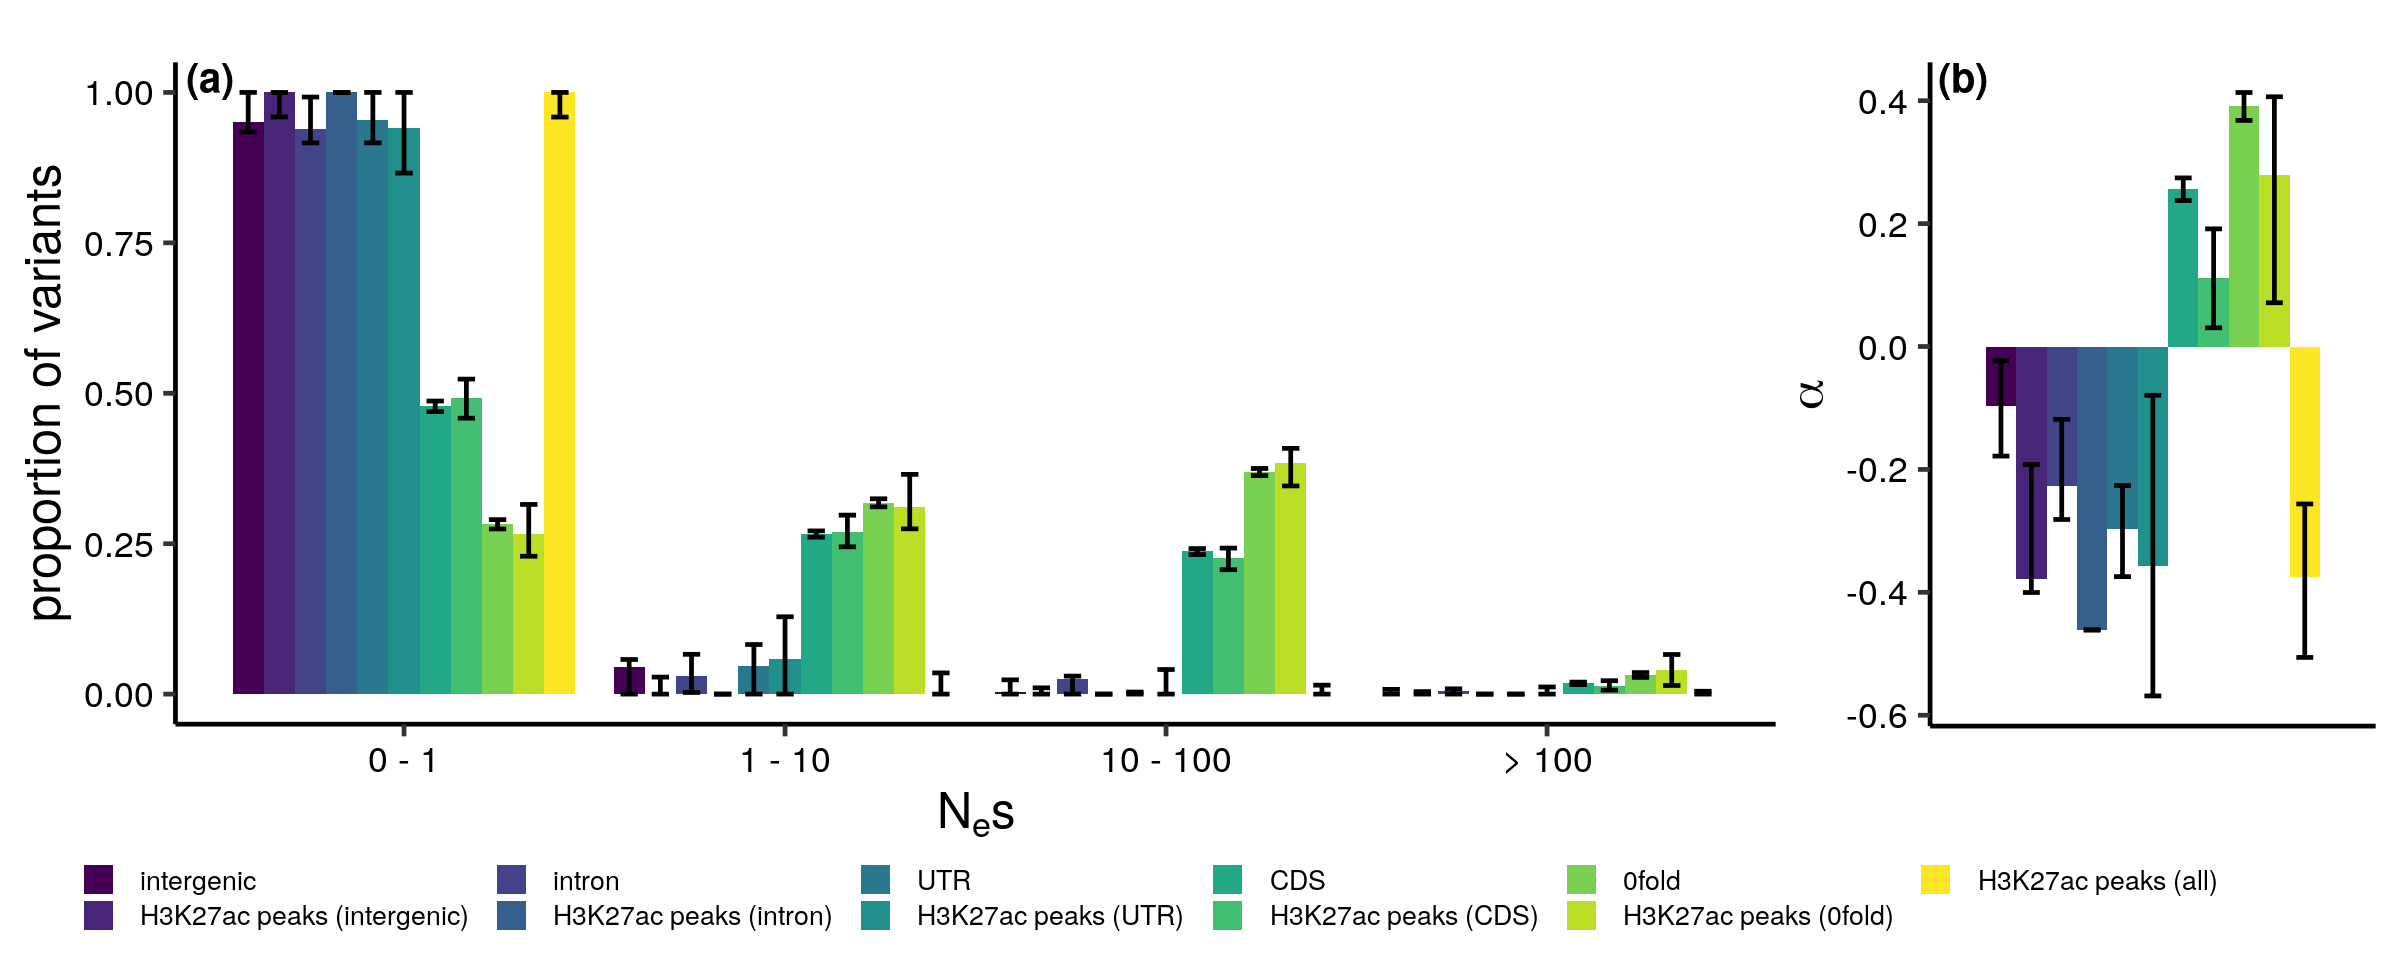 (a)
1.00
0.75
0.50
0.25
0.00
proportion of variants
0 - 1
1 - 10
10 - 100
> 100
Nₑs
(b)
0.4
0.2
0.0
-0.2
-0.4
-0.6
α
intergenic
intron
UTR
CDS
0fold
H3K27ac peaks (all)
H3K27ac peaks (intergenic)
H3K27ac peaks (intron)
H3K27ac peaks (UTR)
H3K27ac peaks (CDS)
H3K27ac peaks (0fold)